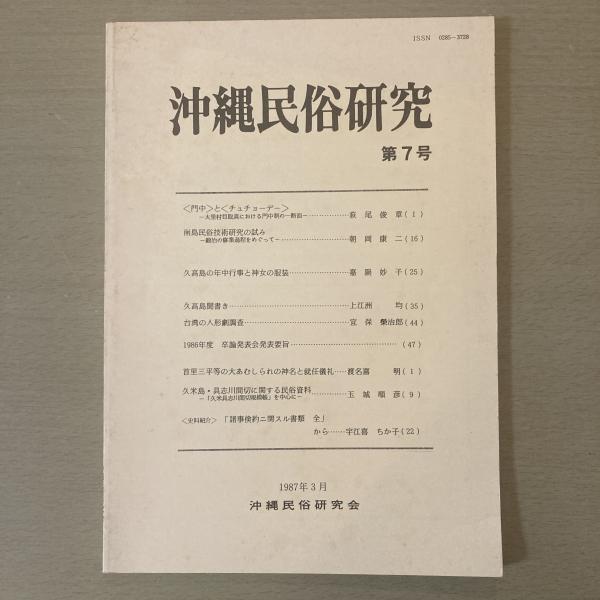 ISSN 0285-3728
沖縄民俗研究
第7号
〈門中〉と〈チュチョーデー〉
-大里村目取真における門中制の一断面-……………萩尾俊章(1)
南島民俗技術研究の試み
-鍛冶の修業過程をめぐって-……………朝岡康二(16)
久高島の年中行事と神女の服装……………嘉陽妙子(25)
久高島聞書き……………上江洲均(35)
台湾の人形劇調査……………宜保榮治郎(44)
1986年度 卒論発表会発表要旨……………(47)
首里三平等の大あむしられの神名と就任儀礼……渡名喜明(1)
久米島・具志川間切に関する民俗資料
-「久米具志川間切規模帳」を中心に-……………玉城順彦(9)
〈史料紹介〉「諸事倹約ニ関スル書類 全」
から……宇江喜ちか子(22)
1987年3月
沖縄民俗研究会